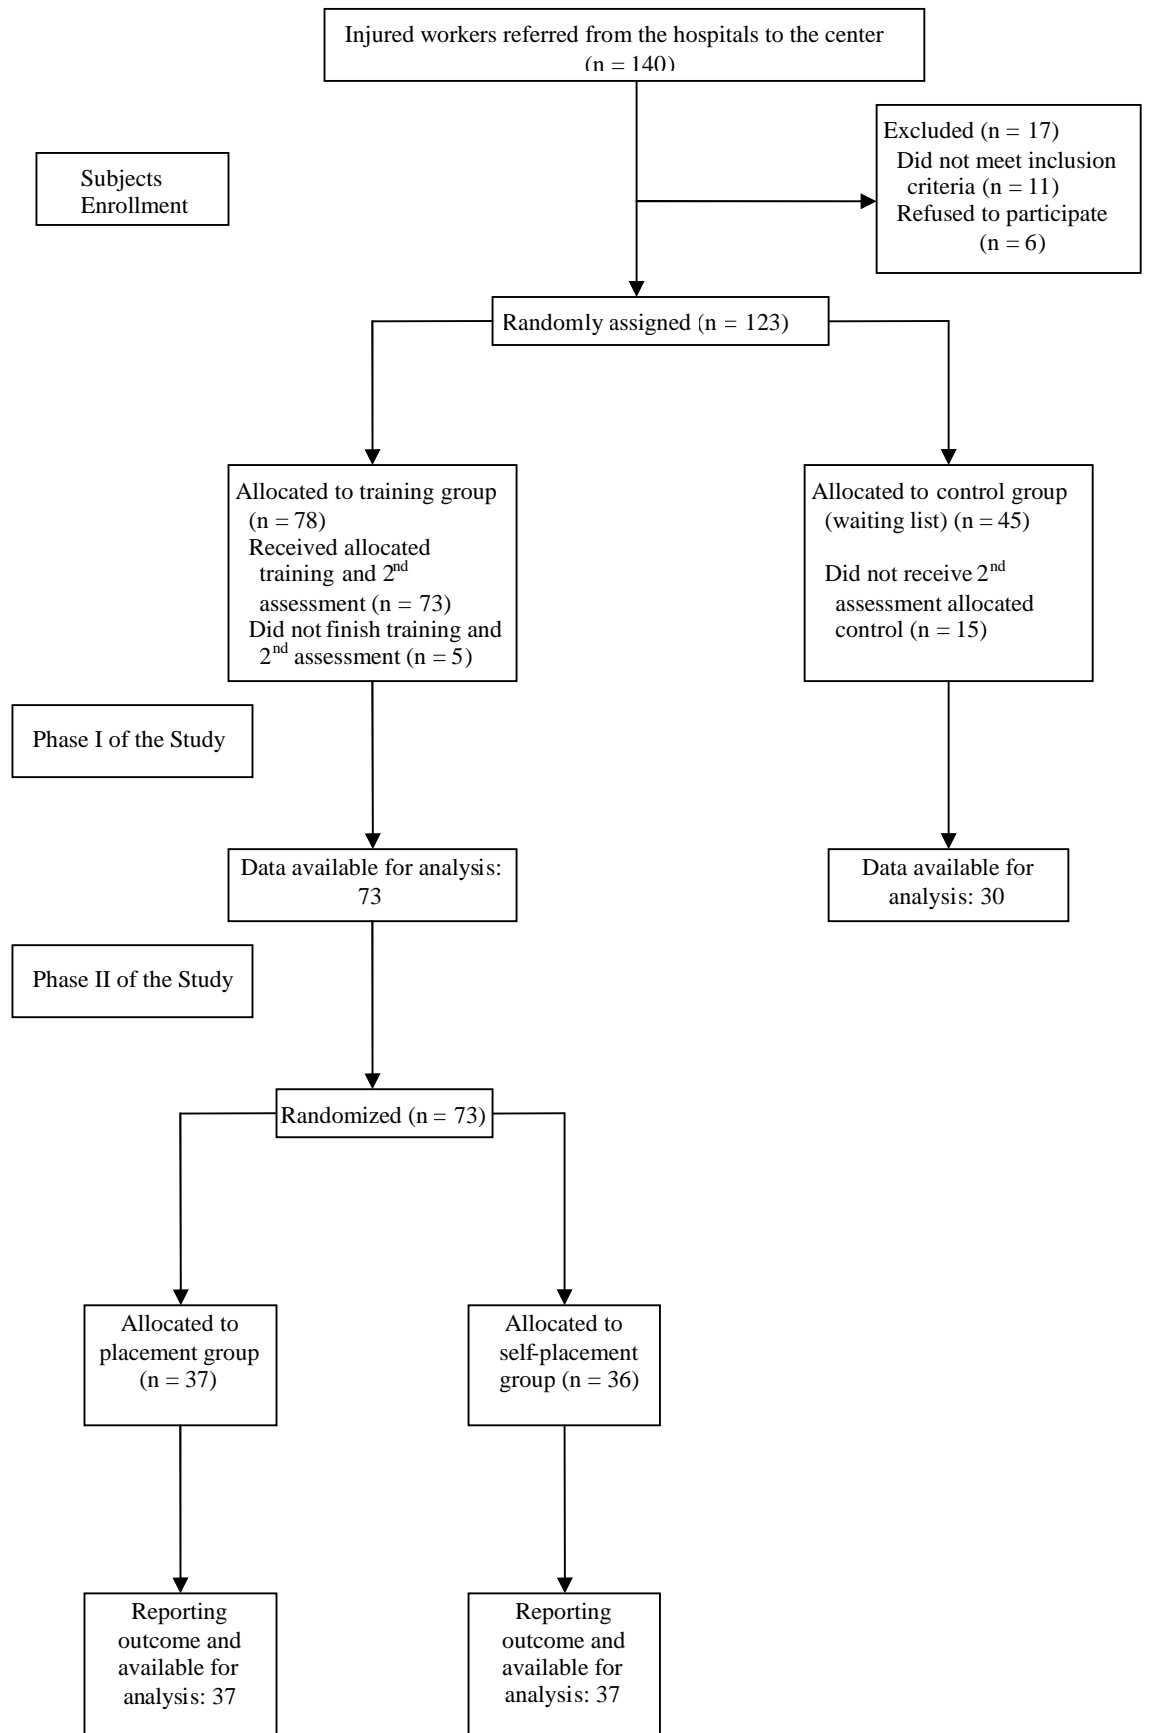 Injured workers referred from the hospitals to the center
(n = 140)
Excluded (n = 17)
Did not meet inclusion
criteria (n = 11)
Refused to participate
(n = 6)
Subjects
Enrollment
Randomly assigned (n = 123)
Allocated to training group
(n = 78)
Received allocated
training and 2nd
assessment (n = 73)
Did not finish training and
2nd assessment (n = 5)
Allocated to control group
(waiting list) (n = 45)
Did not receive 2nd
assessment allocated
control (n = 15)
Phase I of the Study
Data available for analysis:
73
Data available for
analysis: 30
Phase II of the Study
Randomized (n = 73)
Allocated to
placement group
(n = 37)
Allocated to
self-placement
group (n = 36)
Reporting
outcome and
available for
analysis: 37
Reporting
outcome and
available for
analysis: 37